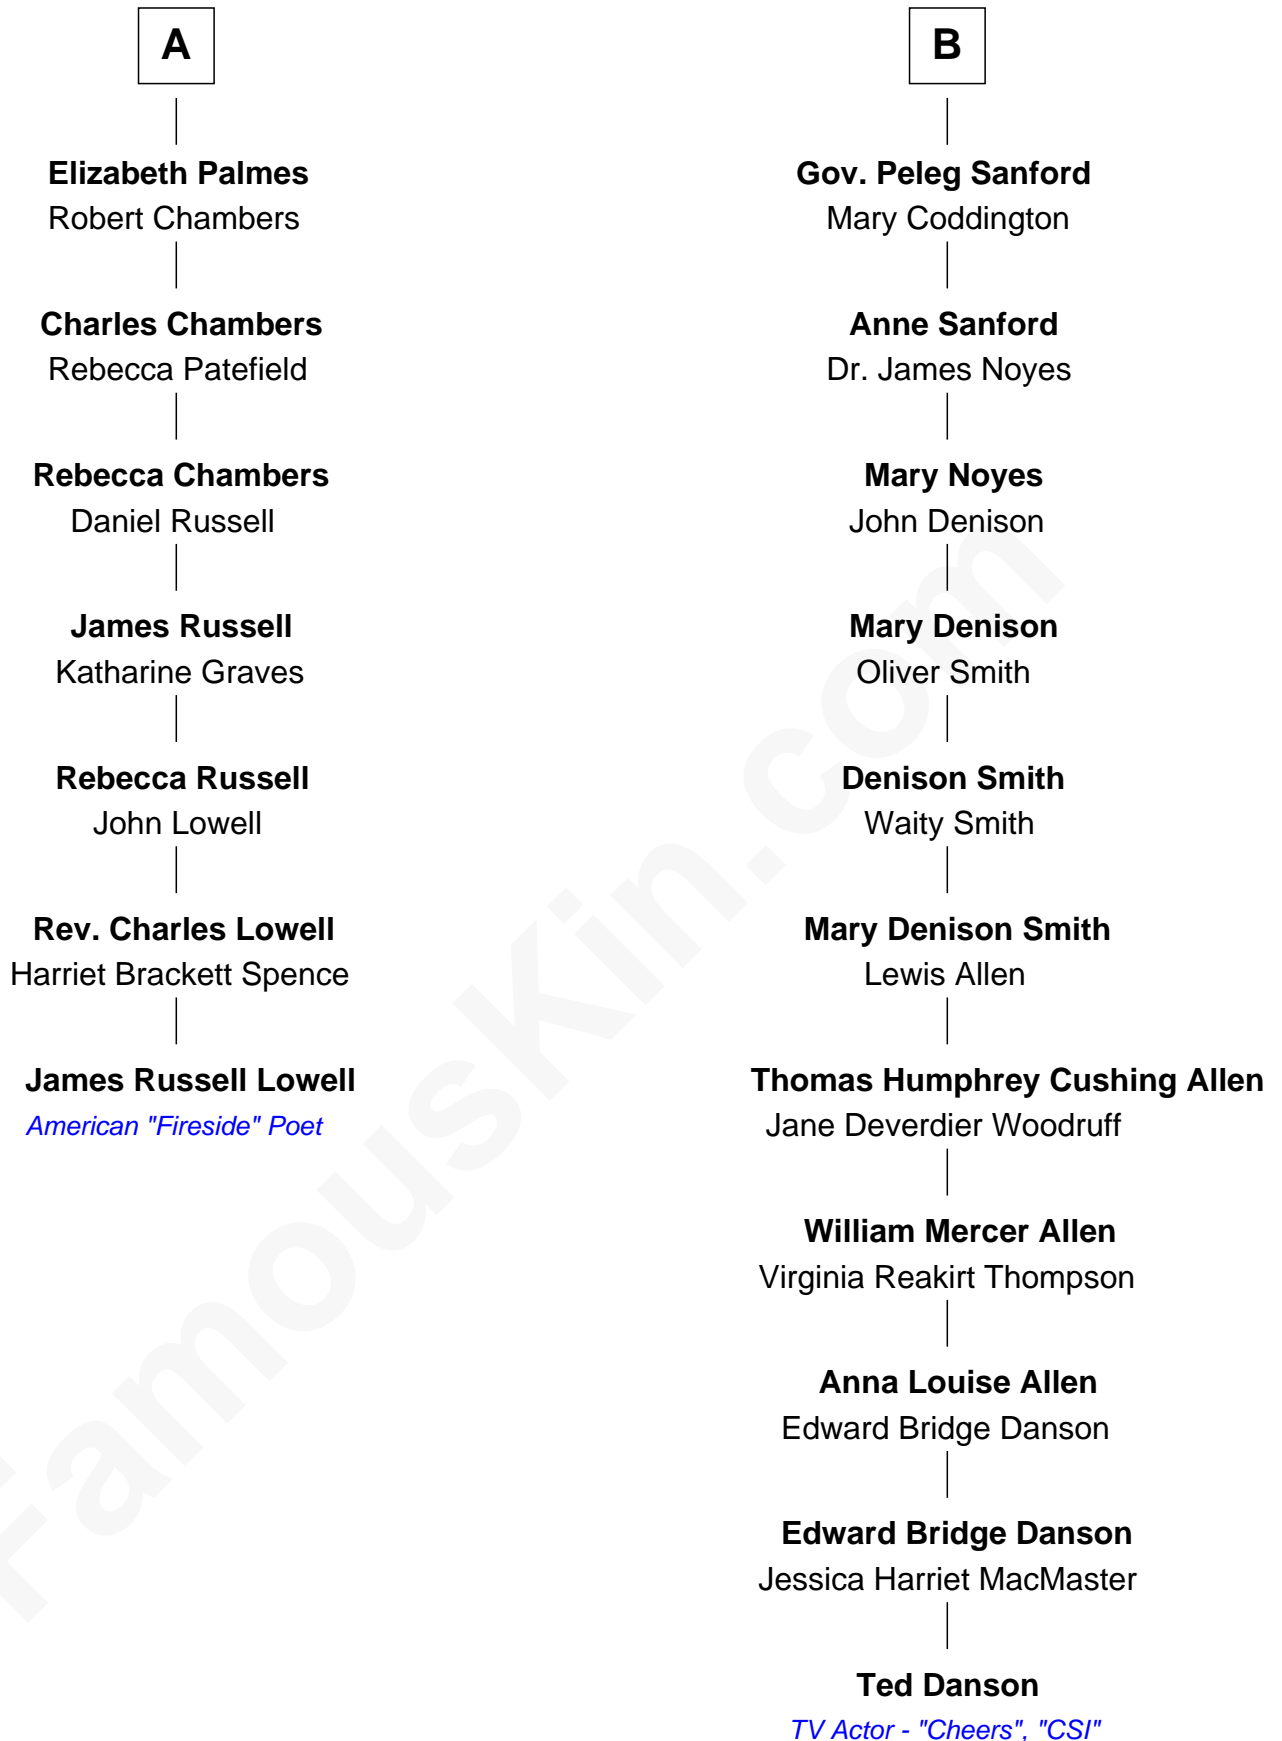 A
Elizabeth Palmes
Robert Chambers
Charles Chambers
Rebecca Patefield
Rebecca Chambers
Daniel Russell
James Russell
Katharine Graves
Rebecca Russell
John Lowell
Rev. Charles Lowell
Harriet Brackett Spence
James Russell Lowell
American "Fireside" Poet
B
Gov. Peleg Sanford
Mary Coddington
Anne Sanford
Dr. James Noyes
Mary Noyes
John Denison
Mary Denison
Oliver Smith
Denison Smith
Waity Smith
Mary Denison Smith
Lewis Allen
Thomas Humphrey Cushing Allen
Jane Deverdier Woodruff
William Mercer Allen
Virginia Reakirt Thompson
Anna Louise Allen
Edward Bridge Danson
Edward Bridge Danson
Jessica Harriet MacMaster
Ted Danson
TV Actor - "Cheers", "CSI"
FamousKin.com